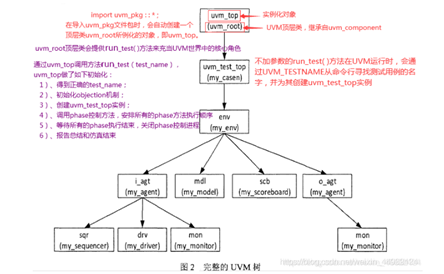 import uvm_pkg : : * ;
在导入uvm_pkg文件包时，会自动创建一个
顶层类uvm_root所例化的对象，即uvm_top。
uvm_top
(uvm_root)
实例化对象
UVM顶层类，继承自uvm_component
uvm_root顶层类会提供run_test()方法来充当UVM世界中的核心角色
通过uvm_top调用方法run_test（test_name），
uvm_top做了如下初始化：
1）、得到正确的test_name；
2）、初始化objection机制；
3）、创建uvm_test_top实例；
4）、调用phase控制方法，安排所有的phase方法执行顺序
5）、等待所有的phase执行结束，关闭phase控制进程
6）、报告总结和仿真结束
uvm_test_top
(my_casen)
不加参数的run_test()方法在UVM运行时，会通
过UVM_TESTNAME从命令行寻找测试用例的名
字，并为其创建uvm_test_top实例
env
(my_env)
i_agt
(my_agent)
mdl
(my_model)
scb
(my_scoreboard)
o_agt
(my_agent)
sqr
(my_sequencer)
drv
(my_driver)
mon
(my_monitor)
mon
(my_monitor)
图 2 完整的 UVM 树